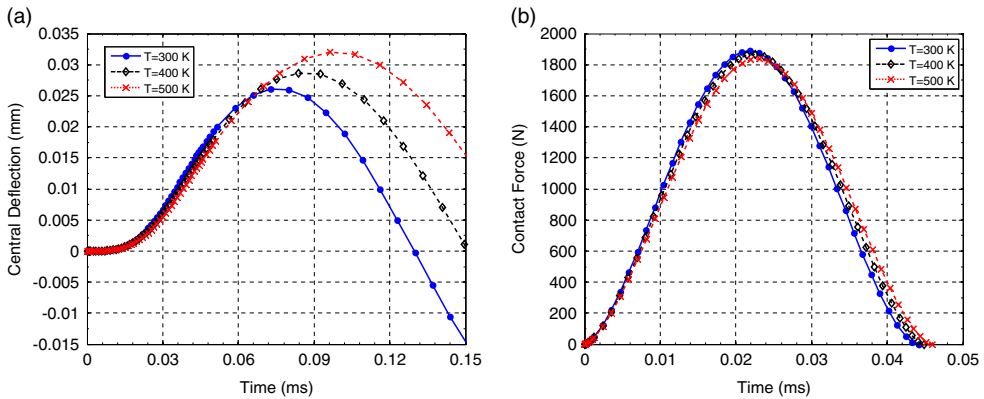 (a)
Central Deflection (mm)
0.035
0.03
0.025
0.02
0.015
0.01
0.005
0
-0.005
-0.01
-0.015
T=300 K
T=400 K
T=500 K
0
0.03
0.06
0.09
0.12
0.15
Time (ms)
(b)
Contact Force (N)
2000
1800
1600
1400
1200
1000
800
600
400
200
0
T=300 K
T=400 K
T=500 K
0
0.01
0.02
0.03
0.04
0.05
Time (ms)